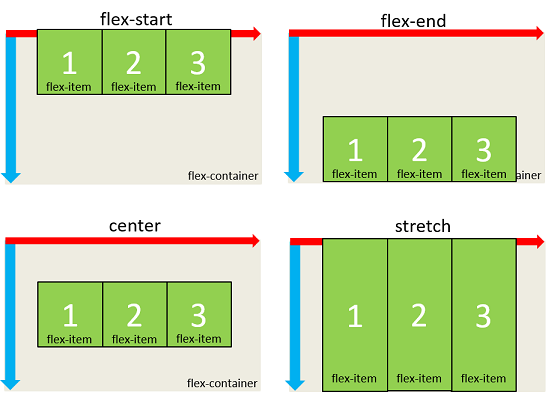 flex-start
1 2 3
flex-item flex-item flex-item
flex-container
flex-end
1 2 3
flex-item flex-item flex-item ainer
center
1 2 3
flex-item flex-item flex-item
flex-container
stretch
1 2 3
flex-item flex-item flex-item